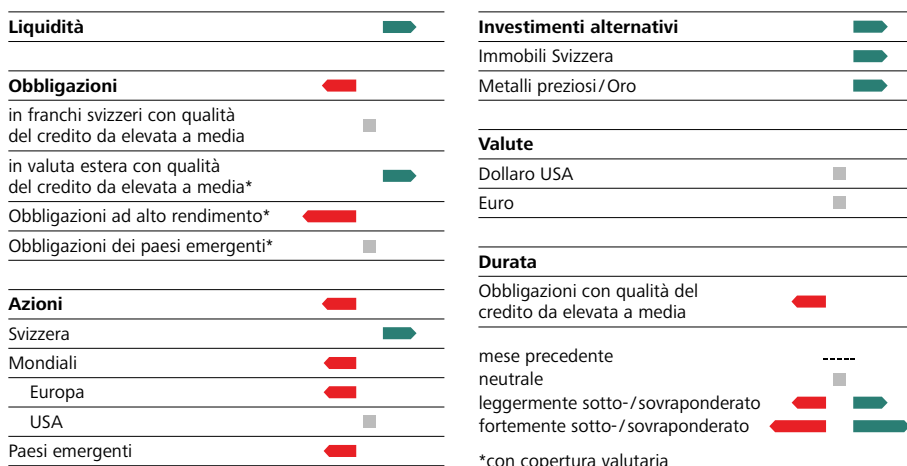 Liquidità
Obbligazioni
in franchi svizzeri con qualità
del credito da elevata a media
in valuta estera con qualità
del credito da elevata a media*
Obbligazioni ad alto rendimento*
Obbligazioni dei paesi emergenti*
Azioni
Svizzera
Mondiali
Europa
USA
Paesi emergenti
Investimenti alternativi
Immobili Svizzera
Metalli preziosi/Oro
Valute
Dollaro USA
Euro
Durata
Obbligazioni con qualità del
credito da elevata a media
mese precedente
neutrale
leggermente sotto-/sovraponderato
fortemente sotto-/sovraponderato
*con copertura valutaria